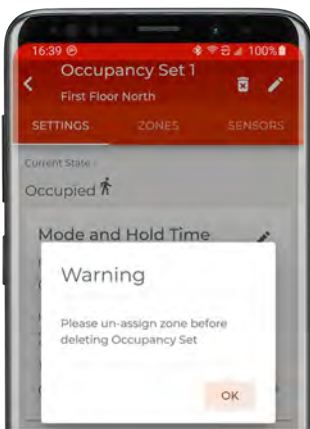 16:39 100%
Occupancy Set 1
First Floor North
SETTINGS ZONES SENSORS
Current State :
Occupied
Mode and Hold Time
Warning
Please un-assign zone before
deleting Occupancy Set
OK